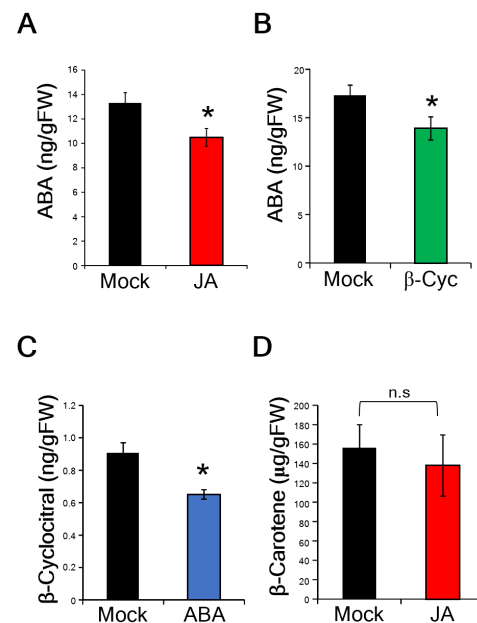 A
ABA (ng/gFW)
16
14
12
10
8
6
4
2
0
*
Mock
JA
B
ABA (ng/gFW)
20
15
10
5
0
*
Mock
β-Cyc
C
β-Cyclocitral (ng/gFW)
1.2
1.0
0.8
0.6
0.4
0.2
0
*
Mock
ABA
D
β-Carotene (μg/gFW)
200
180
160
140
120
100
80
60
40
20
0
n.s
Mock
JA